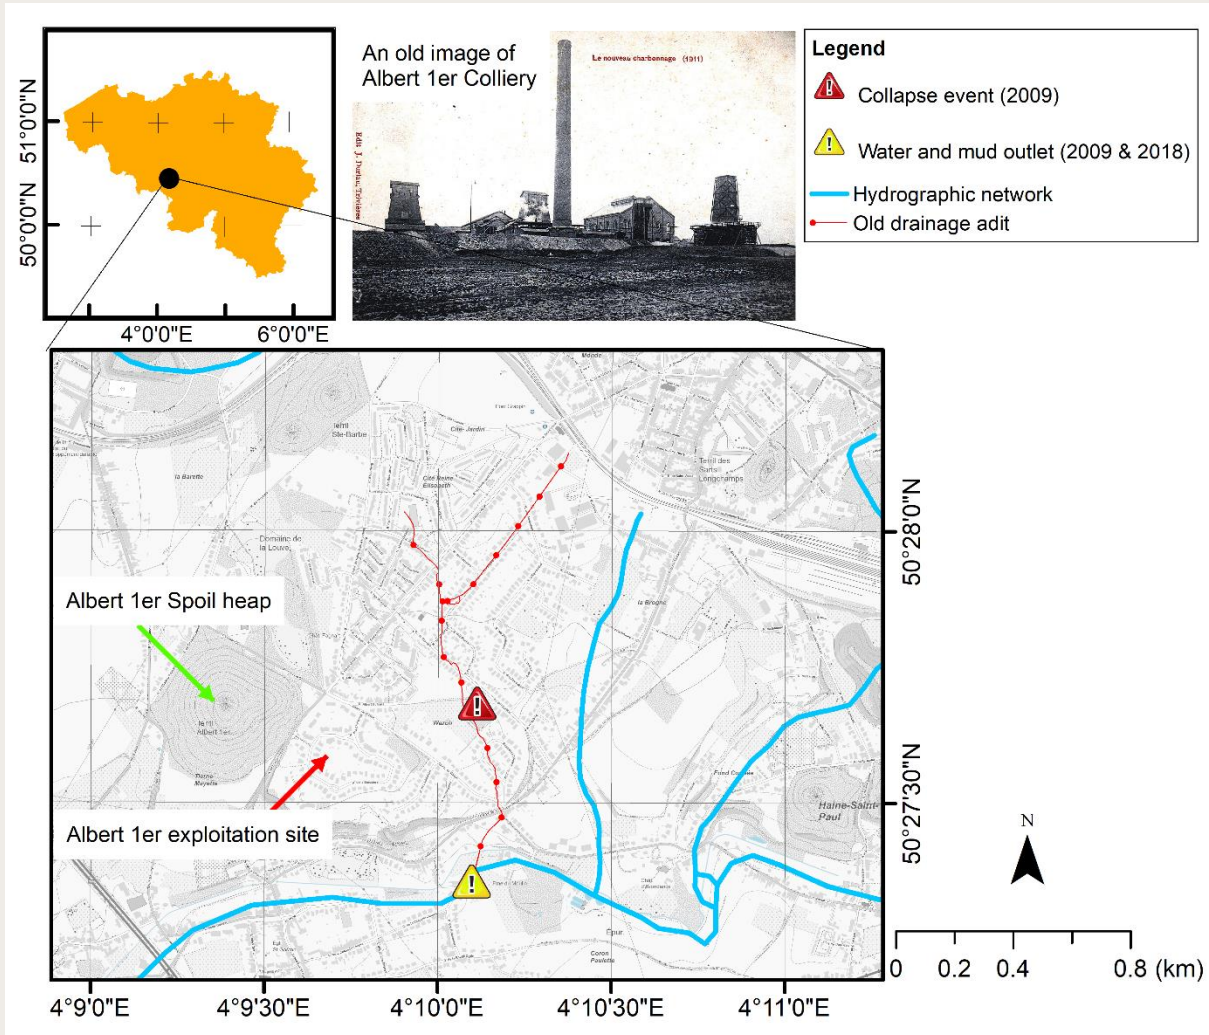 51°0'0"N
50°0'0"N
4°0'0"E
6°0'0"E
An old image of
Albert 1er Colliery
Le nouveau charbonnage (1911)
Legend
Collapse event (2009)
Water and mud outlet (2009 & 2018)
Hydrographic network
Old drainage adit
Terril
Ste-Barbe
Cité-Jardin
la Barette
Cité Reine
Elisabeth
Terril des
Sarts
Longchamps
Domaine de
la Louve
50°28'0"N
Albert 1er Spoil heap
la Brogne
Albert 1er
Albert 1er exploitation site
Haine-Saint-
Paul
50°27'30"N
Epur.
Coron
N
0 0.2 0.4 0.8 (km)
4°9'0"E
4°9'30"E
4°10'0"E
4°10'30"E
4°11'0"E